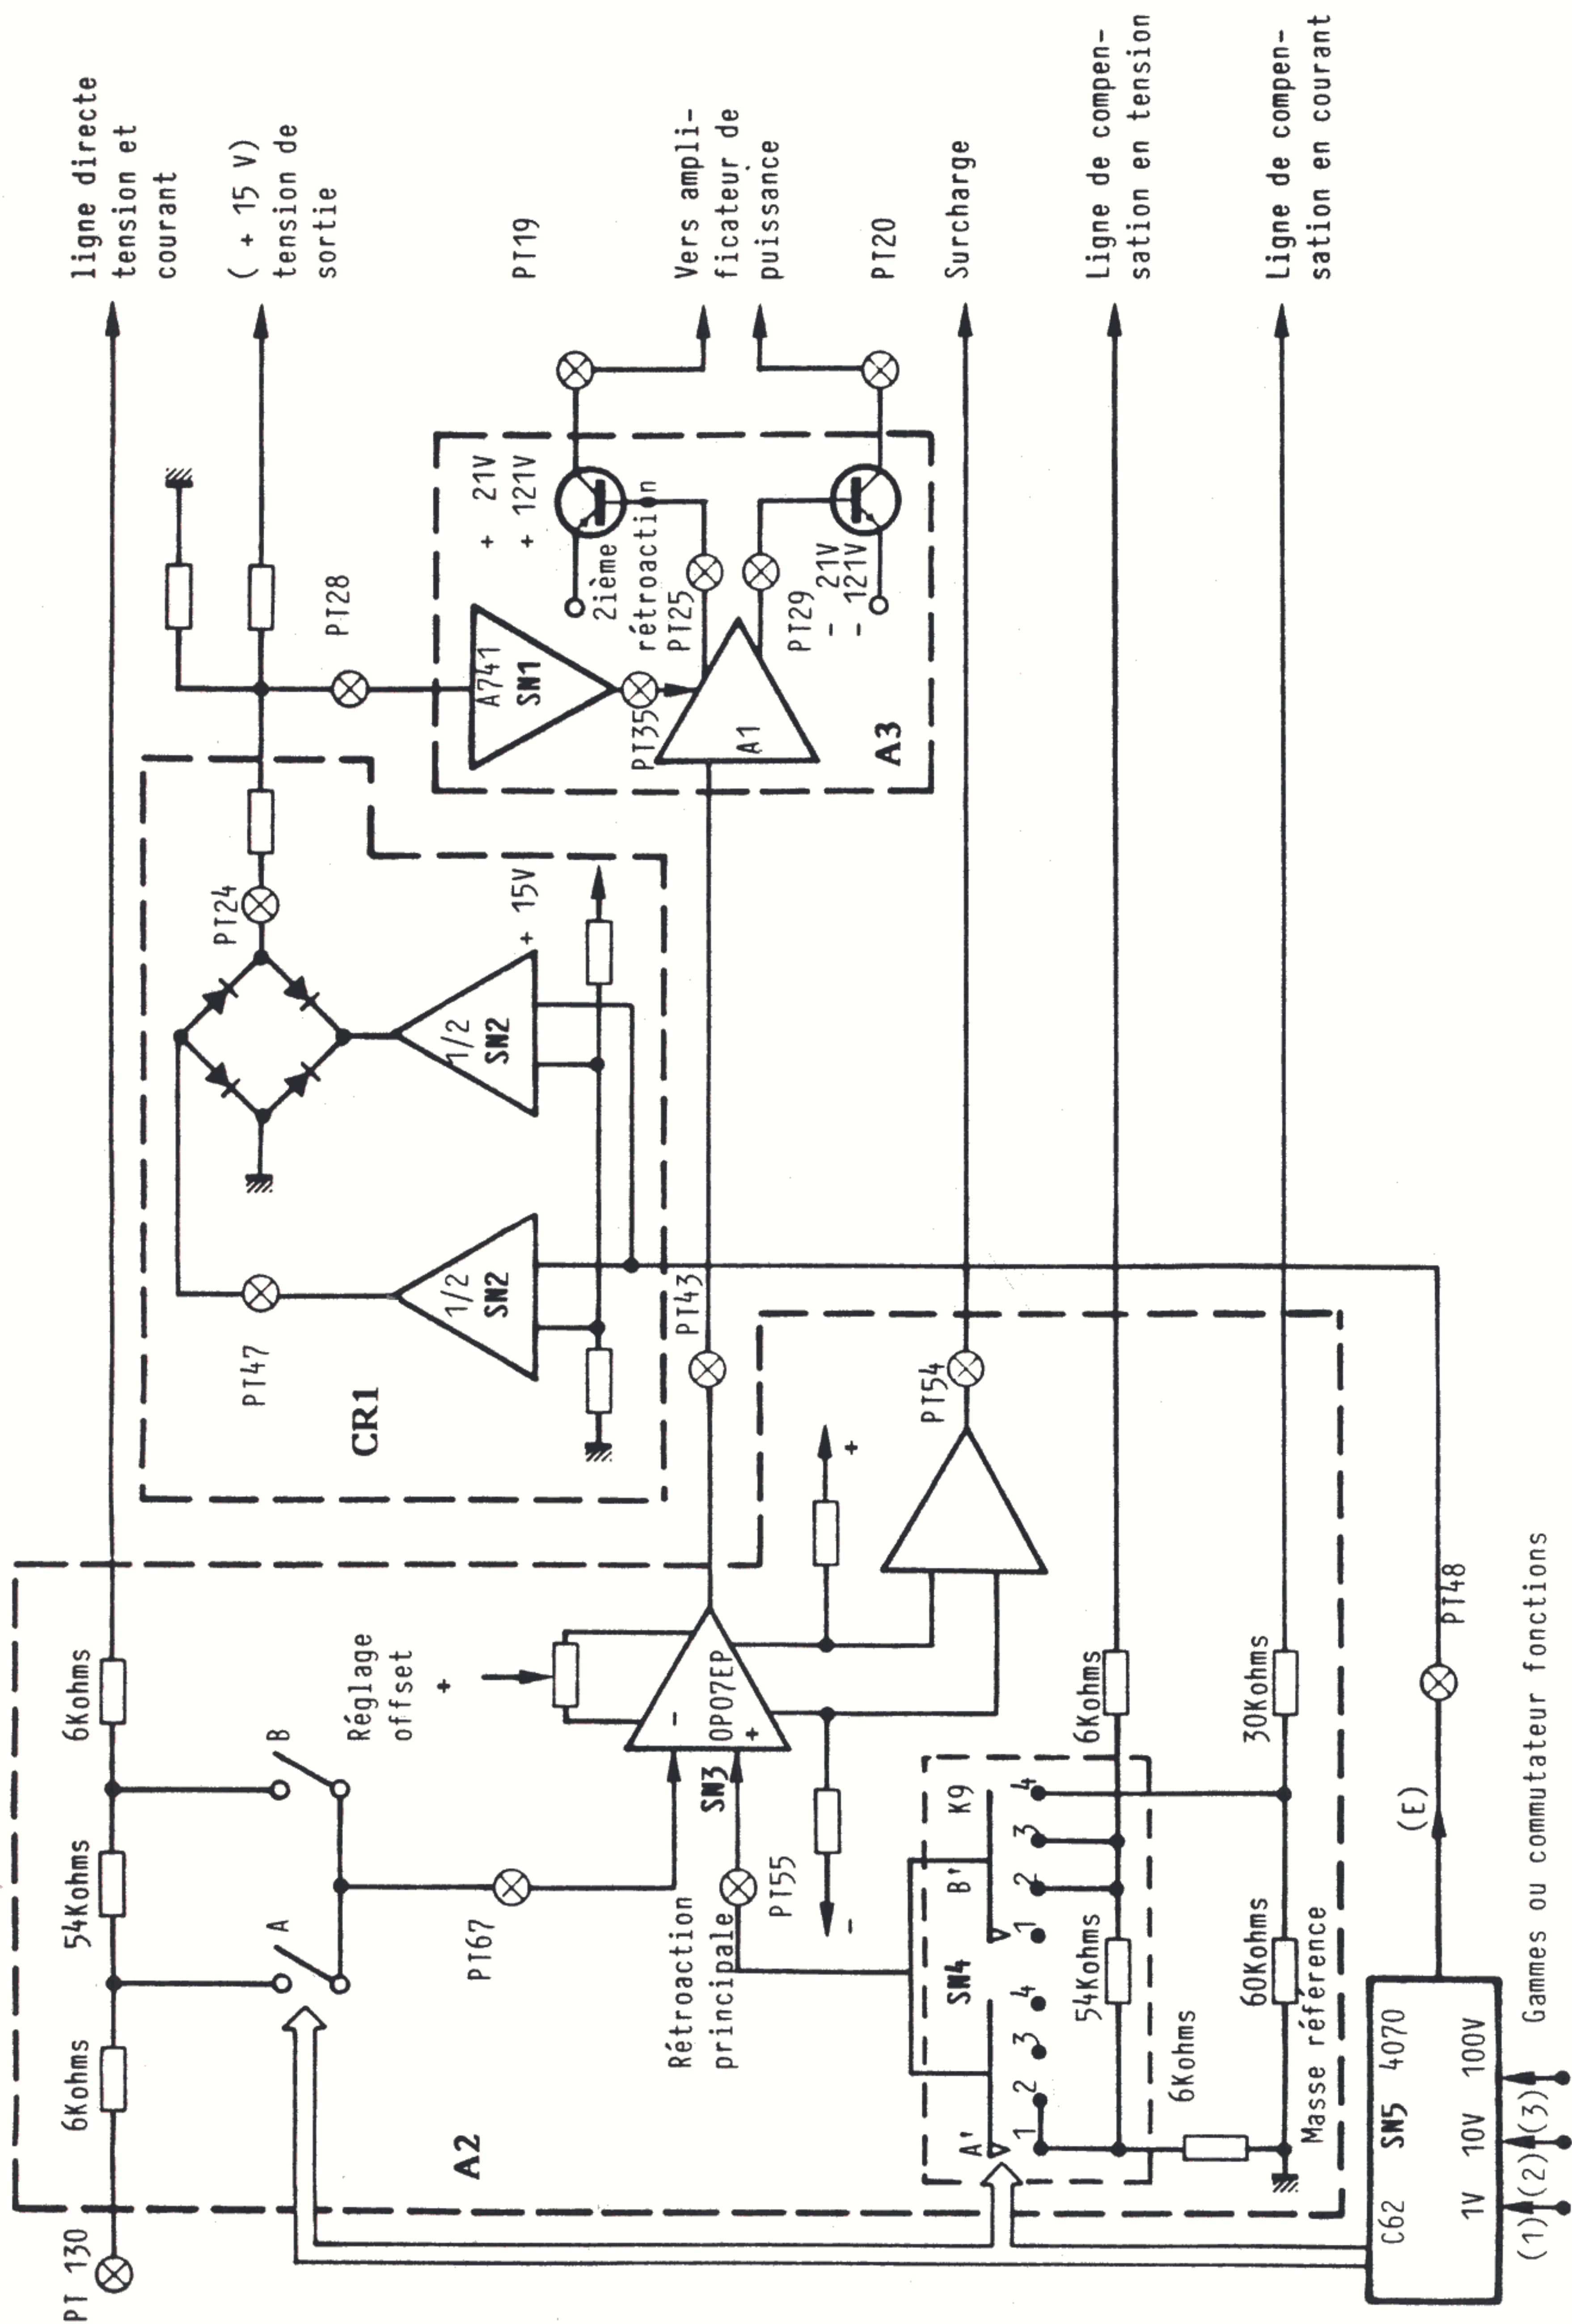 PT 130
6Kohms
54Kohms
6Kohms
ligne directe
tension et
courant
( + 15 V)
tension de
sortie
A
B
PT67
Réglage
offset
+
A2
PT47
CR1
1/2
SN2
1/2
SN2
+ 15V
PT24
PT28
A741
SN1
+ 21V
+ 121V
2ième
rétroaction
PT19
PT35
PT25
A1
PT29
- 21V
- 121V
A3
Vers ampli-
ficateur de
puissance
PT20
Rétroaction
principale
SN3
-
OP07EP
+
PT43
PT55
-
+
PT54
Surcharge
SN4
A'
1 2 3 4
B'
K9
1 2 3 4
54Kohms
6Kohms
Ligne de compen-
sation en tension
6Kohms
60Kohms
30Kohms
Ligne de compen-
sation en courant
Masse référence
C62 SN5 4070
1V 10V 100V
(E)
PT48
(1) (2) (3)
Gammes ou commutateur fonctions